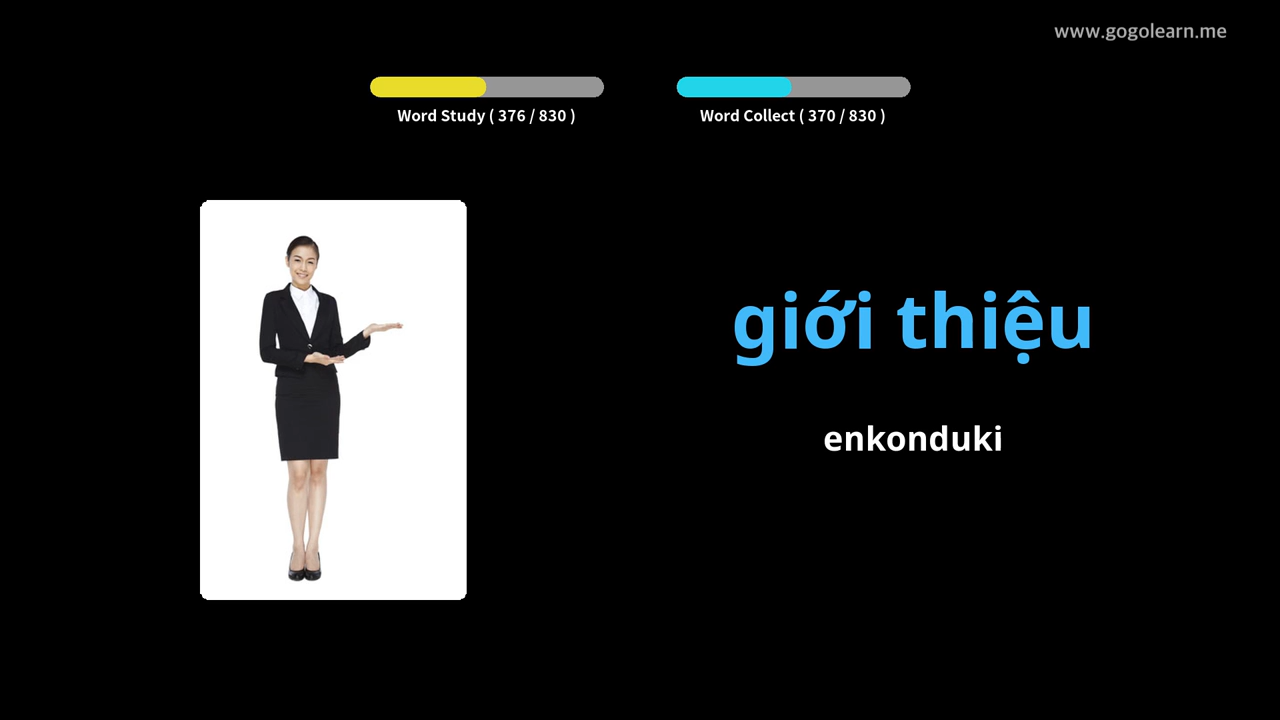 www.gogolearn.me
Word Study ( 376 / 830 )
Word Collect ( 370 / 830 )
giới thiệu
enkonduki